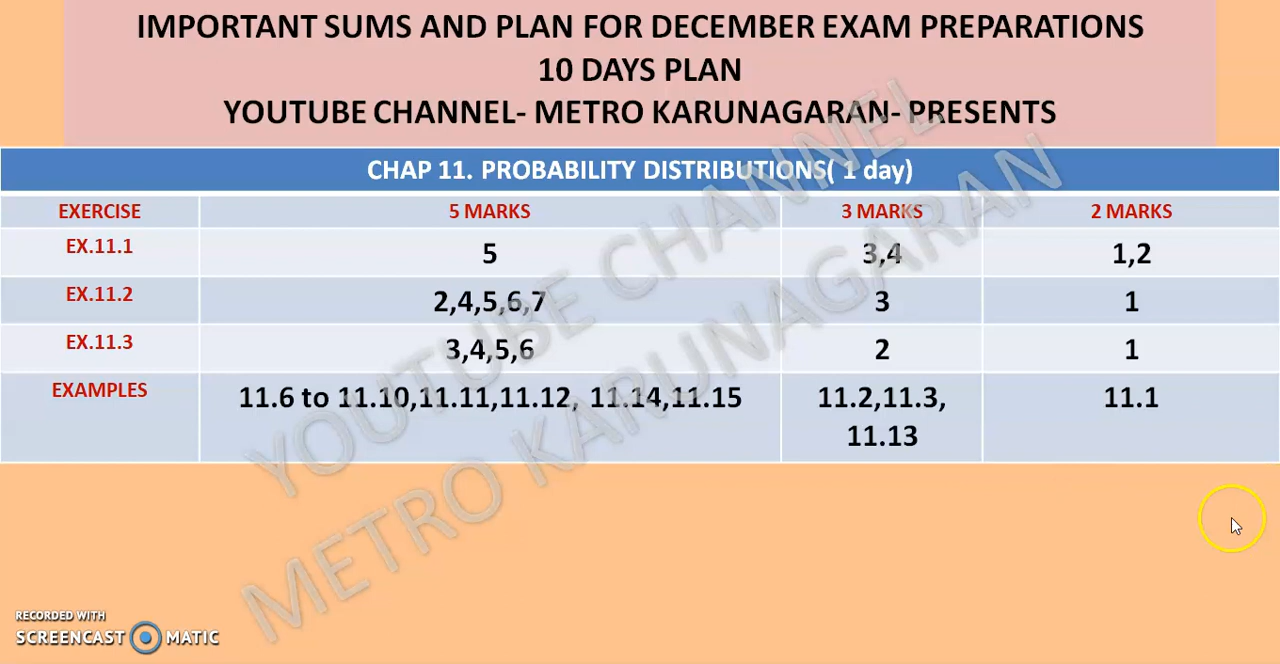 IMPORTANT SUMS AND PLAN FOR DECEMBER EXAM PREPARATIONS
10 DAYS PLAN
YOUTUBE CHANNEL- METRO KARUNAGARAN- PRESENTS
CHAP 11. PROBABILITY DISTRIBUTIONS( 1 day)
EXERCISE 5 MARKS 3 MARKS 2 MARKS
EX.11.1 5 3,4 1,2
EX.11.2 2,4,5,6,7 3 1
EX.11.3 3,4,5,6 2 1
EXAMPLES 11.6 to 11.10,11.11,11.12, 11.14,11.15 11.2,11.3, 11.1
11.13
YOUTUBE CHANNEL
METRO KARUNAGARAN
RECORDED WITH
SCREENCAST MATIC